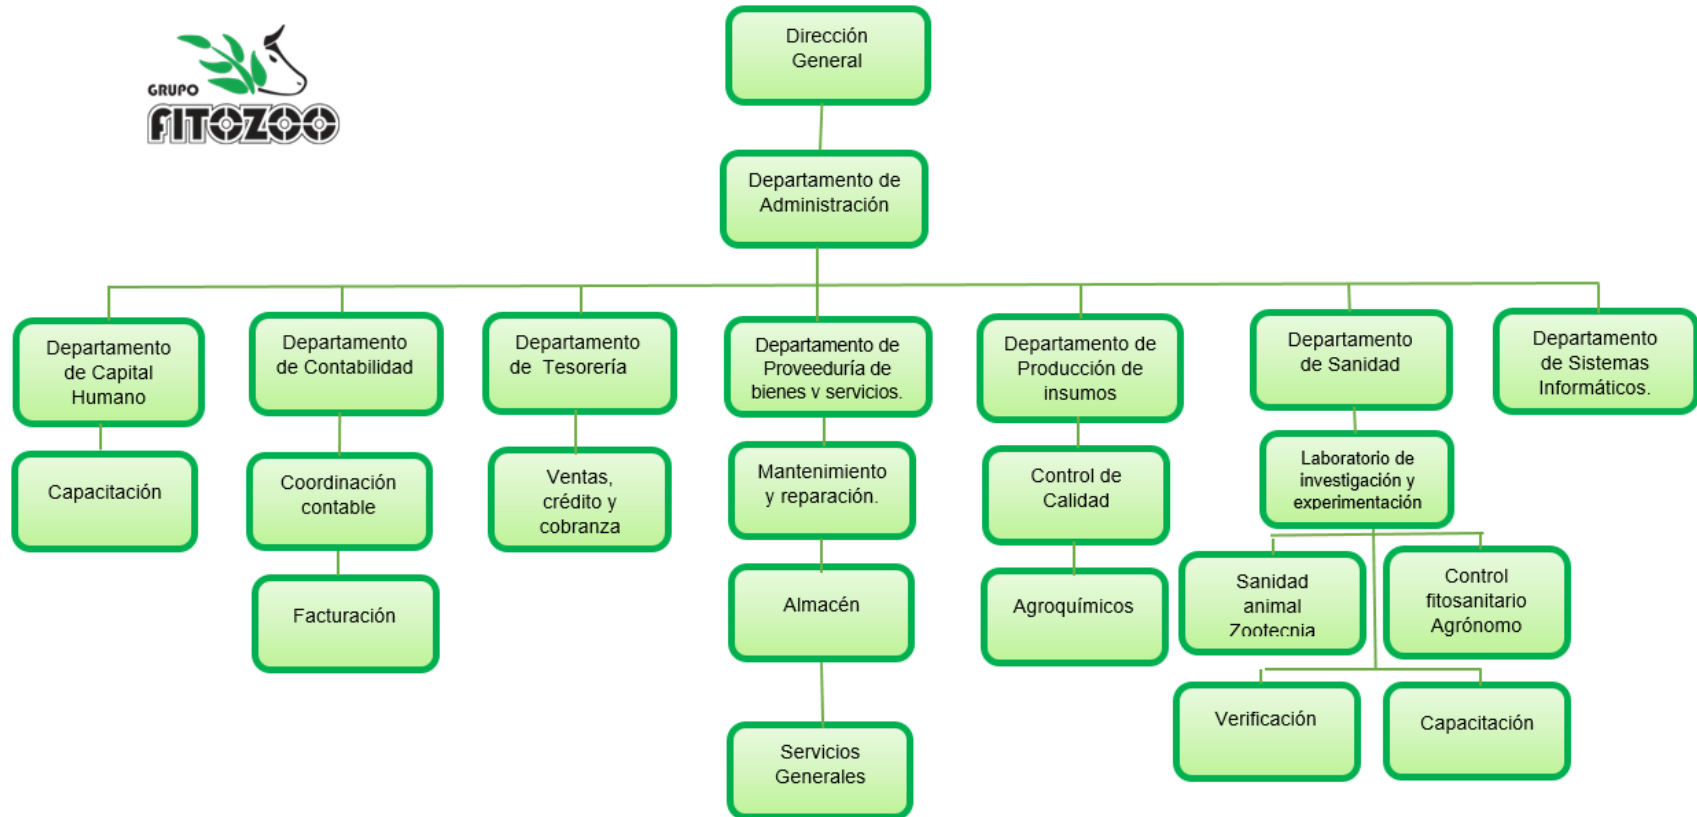 GRUPO
FITOZOO
Dirección
General
Departamento de
Administración
Departamento
de Capital
Humano
Departamento
de Contabilidad
Departamento
de Tesorería
Departamento de
Proveeduría de
bienes y servicios.
Departamento de
Producción de
insumos
Departamento
de Sanidad
Departamento
de Sistemas
Informáticos.
Capacitación
Coordinación
contable
Ventas,
crédito y
cobranza
Mantenimiento
y reparación.
Control de
Calidad
Laboratorio de
investigación y
experimentación
Facturación
Almacén
Agroquímicos
Sanidad
animal
Zootecnia
Control
fitosanitario
Agrónomo
Servicios
Generales
Verificación
Capacitación